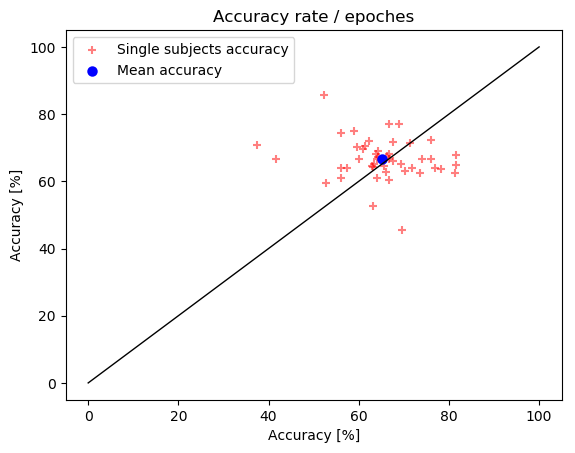 Accuracy rate / epoches
Single subjects accuracy
Mean accuracy
Accuracy [%]
100
80
60
40
20
0
0 20 40 60 80 100
Accuracy [%]